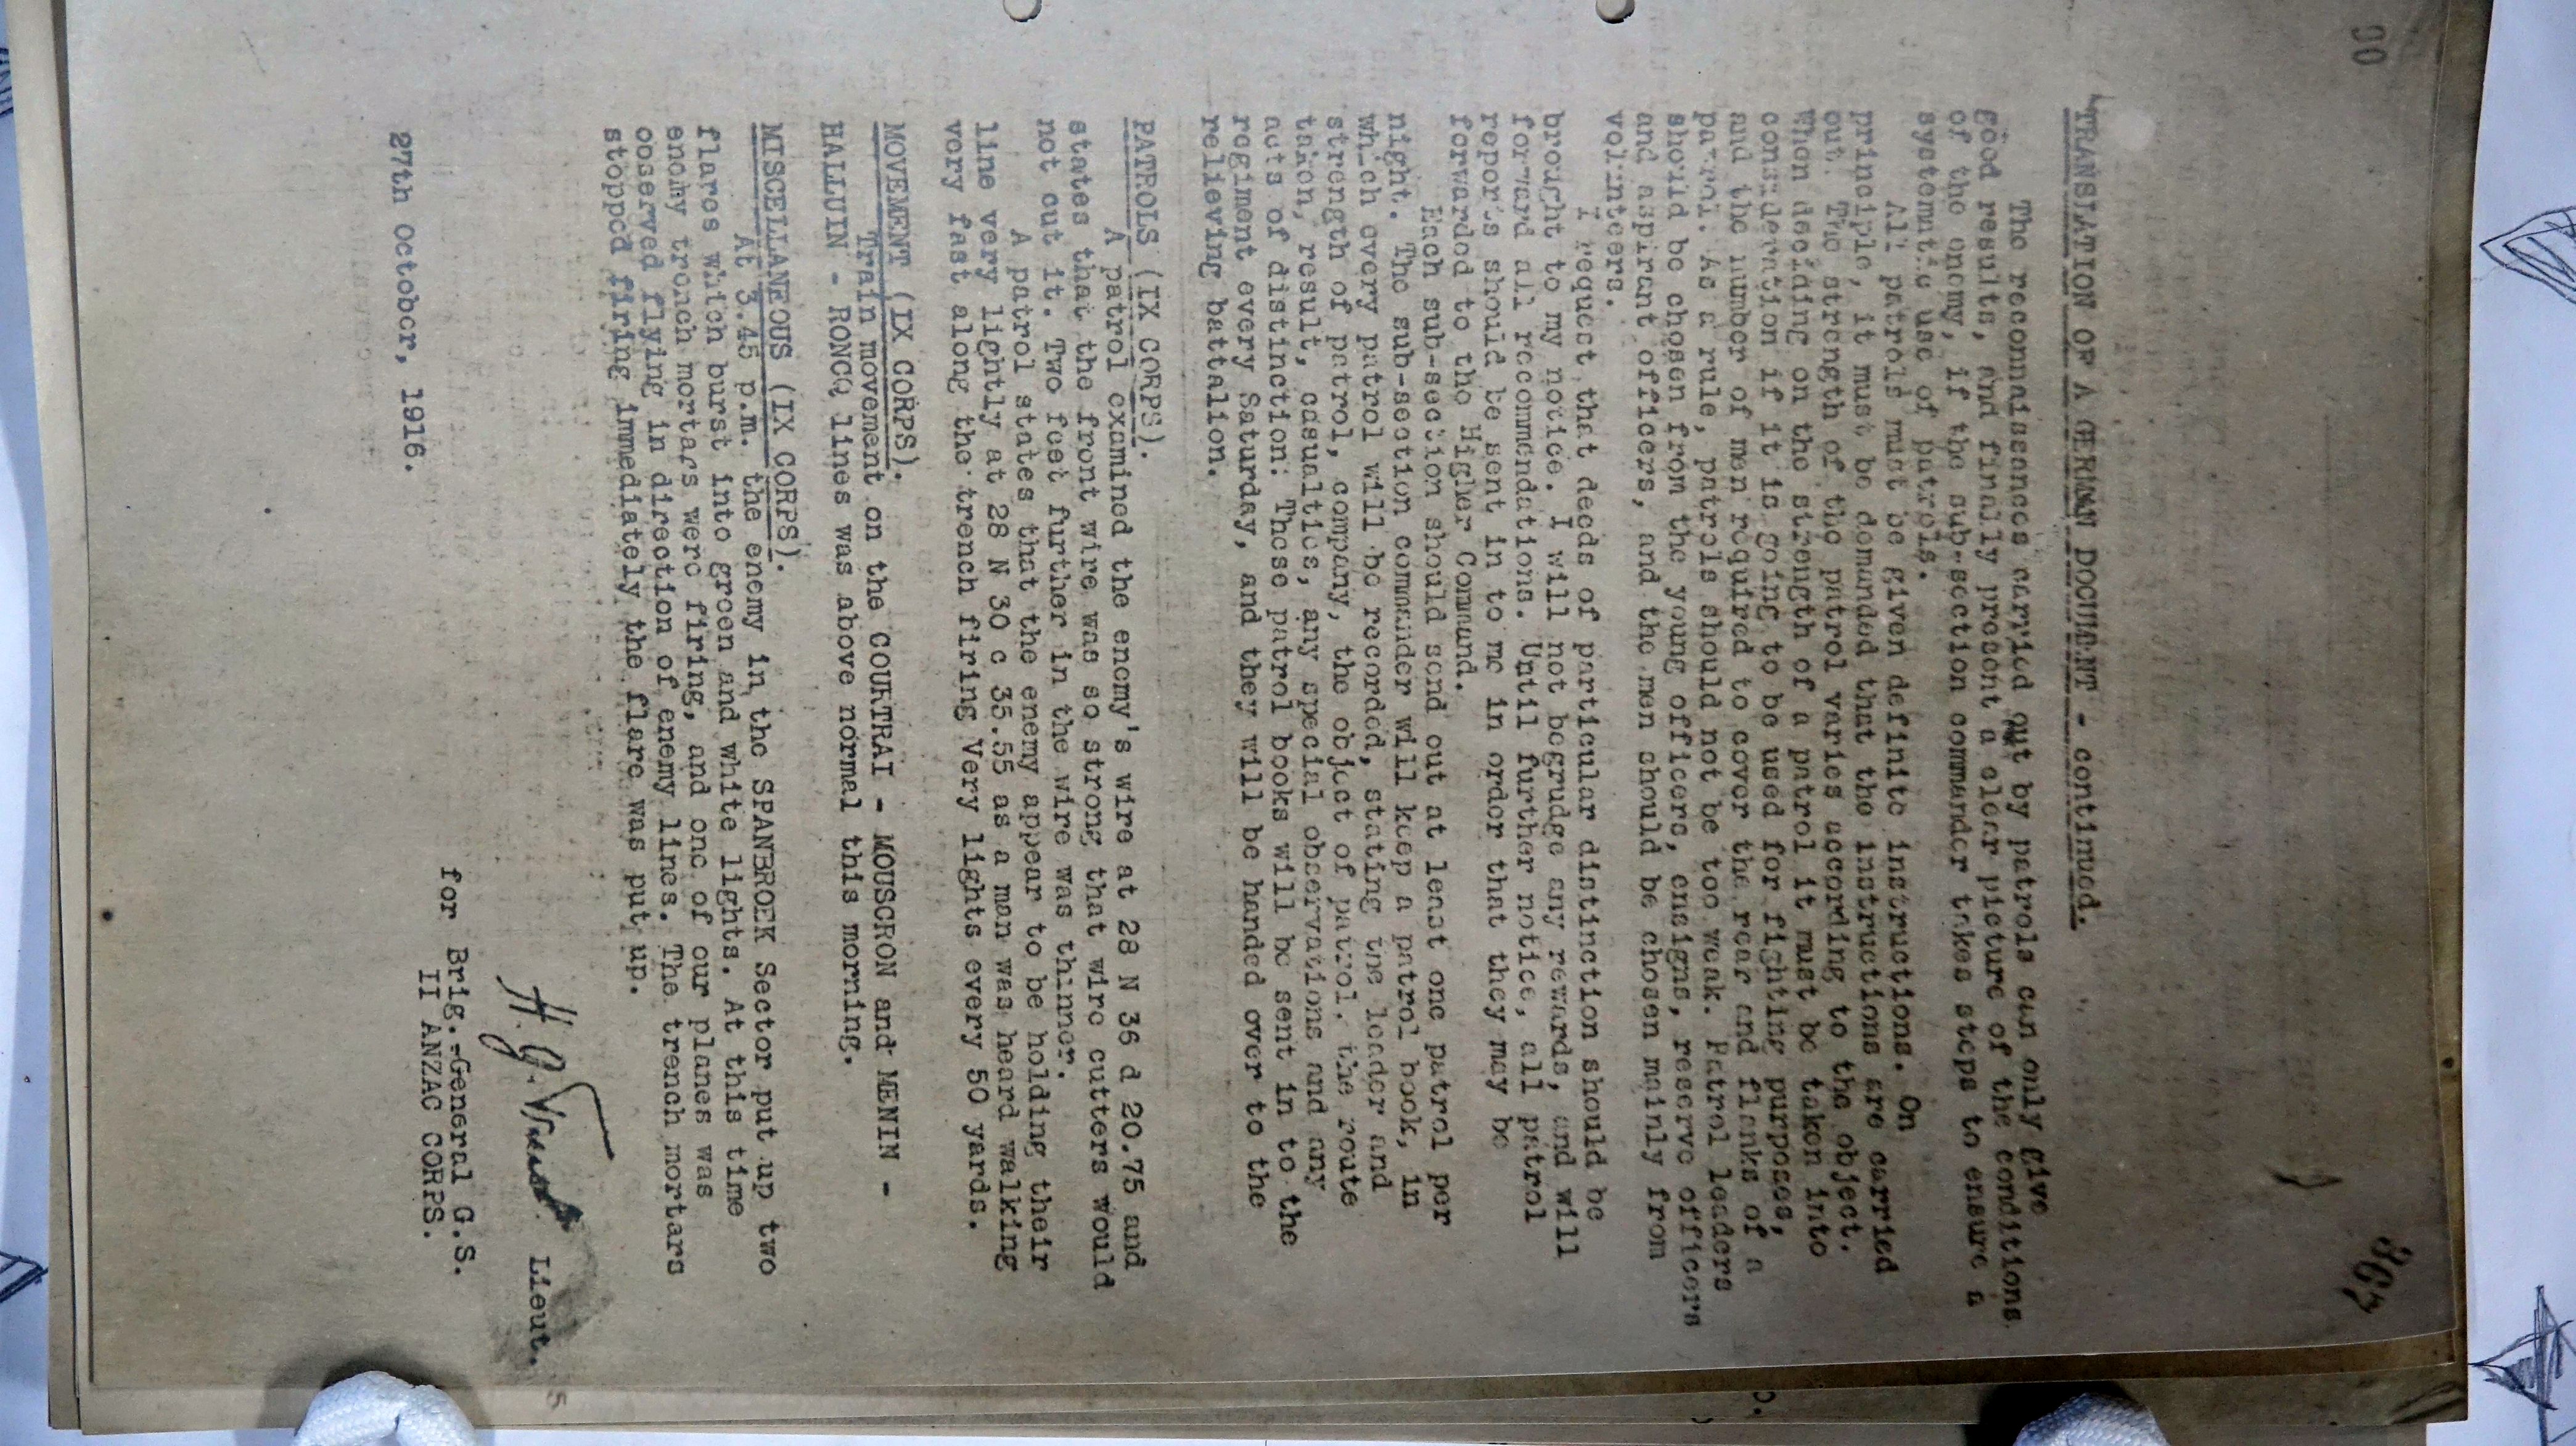 00
367
TRANSLATION OF A GERMAN DOCUMENT - continued.
The reconnaissances carried out by patrols can only give
good results, and finally present a clear picture of the conditions
of the enemy, if the sub-section commander takes steps to ensure a
systematic use of patrols.
All patrols must be given definite instructions. On
principle, it must be demanded that the instructions are carried
out. The strength of the patrol varies according to the object.
When deciding on the strength of a patrol it must be taken into
consideration if it is going to be used for fighting purposes,
and the number of men required to cover the rear and flanks of a
patrol. As a rule, patrols should not be too weak. Patrol leaders
should be chosen from the young officers, ensigns, reserve officers
and aspirant officers, and the men should be chosen mainly from
volunteers.
I request that deeds of particular distinction should be
brought to my notice. I will not begrudge any rewards, and will
forward all recommendations. Until further notice, all patrol
reports should be sent in to me in order that they may be
forwarded to the Higher Command.
Each sub-section should send out at least one patrol per
night. The sub-section commander will keep a patrol book, in
which every patrol will be recorded, stating the leader and
strength of patrol, company, the object of patrol, the route
taken, result, casualties, any special observations and any
acts of distinction: These patrol books will be sent in to the
regiment every Saturday, and they will be handed over to the
relieving battalion.
PATROLS (IX CORPS).
A patrol examined the enemy's wire at 28 N 36 d 20.75 and
states that the front wire was so strong that wire cutters would
not cut it. Two feet further in the wire was thinner.
A patrol states that the enemy appear to be holding their
line very lightly at 28 N 30 c 35.55 as a man was heard walking
very fast along the trench firing Very lights every 50 yards.
MOVEMENT (IX CORPS).
Train movement on the COURTRAI - MOUSCRON and MENIN -
HALLUIN - RONCQ lines was above normal this morning.
MISCELLANEOUS (IX CORPS).
At 3.45 p.m. the enemy in the SPANBROEK Sector put up two
flares which burst into green and white lights. At this time
enemy trench mortars were firing, and one of our planes was
observed flying in direction of enemy lines. The trench mortars
stopped firing immediately the flare was put up.
H. G. Lieut.
for Brig.-General G.S.
II ANZAC CORPS.
27th October, 1916.